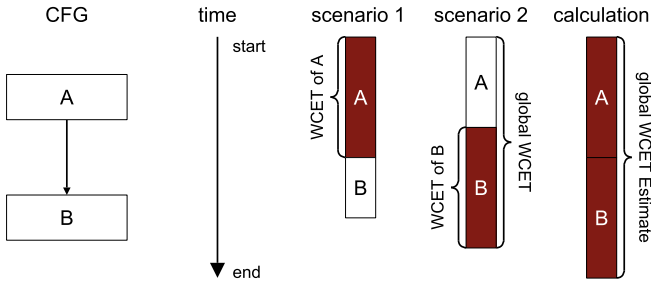 CFG
time
scenario 1
scenario 2
calculation
start
A
B
end
WCET of A
A
B
A
WCET of B
B
global WCET
A
B
global WCET Estimate